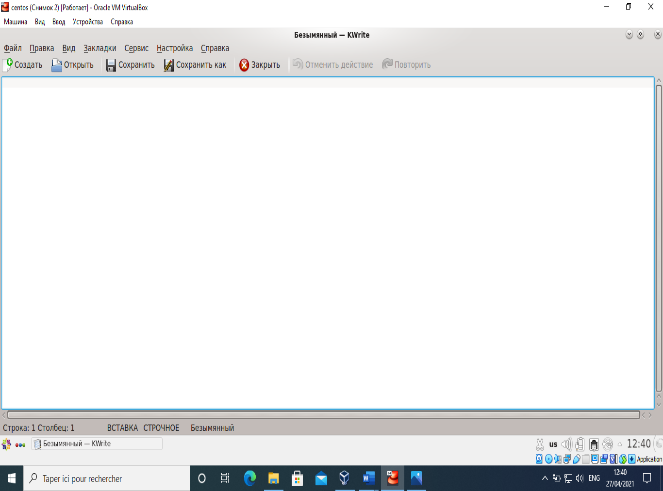 centos (Снимок 2) [Работает] - Oracle VM VirtualBox
Машина Вид Ввод Устройства Справка
Безымянный — KWrite
Файл Правка Вид Закладки Сервис Настройка Справка
Создать Открыть Сохранить Сохранить как Закрыть Отменить действие Повторить
Строка: 1 Столбец: 1 ВСТАВКА СТРОЧНОЕ Безымянный
Безымянный — KWrite us 12:40
Application
Taper ici pour rechercher ENG 12:40
27/04/2021